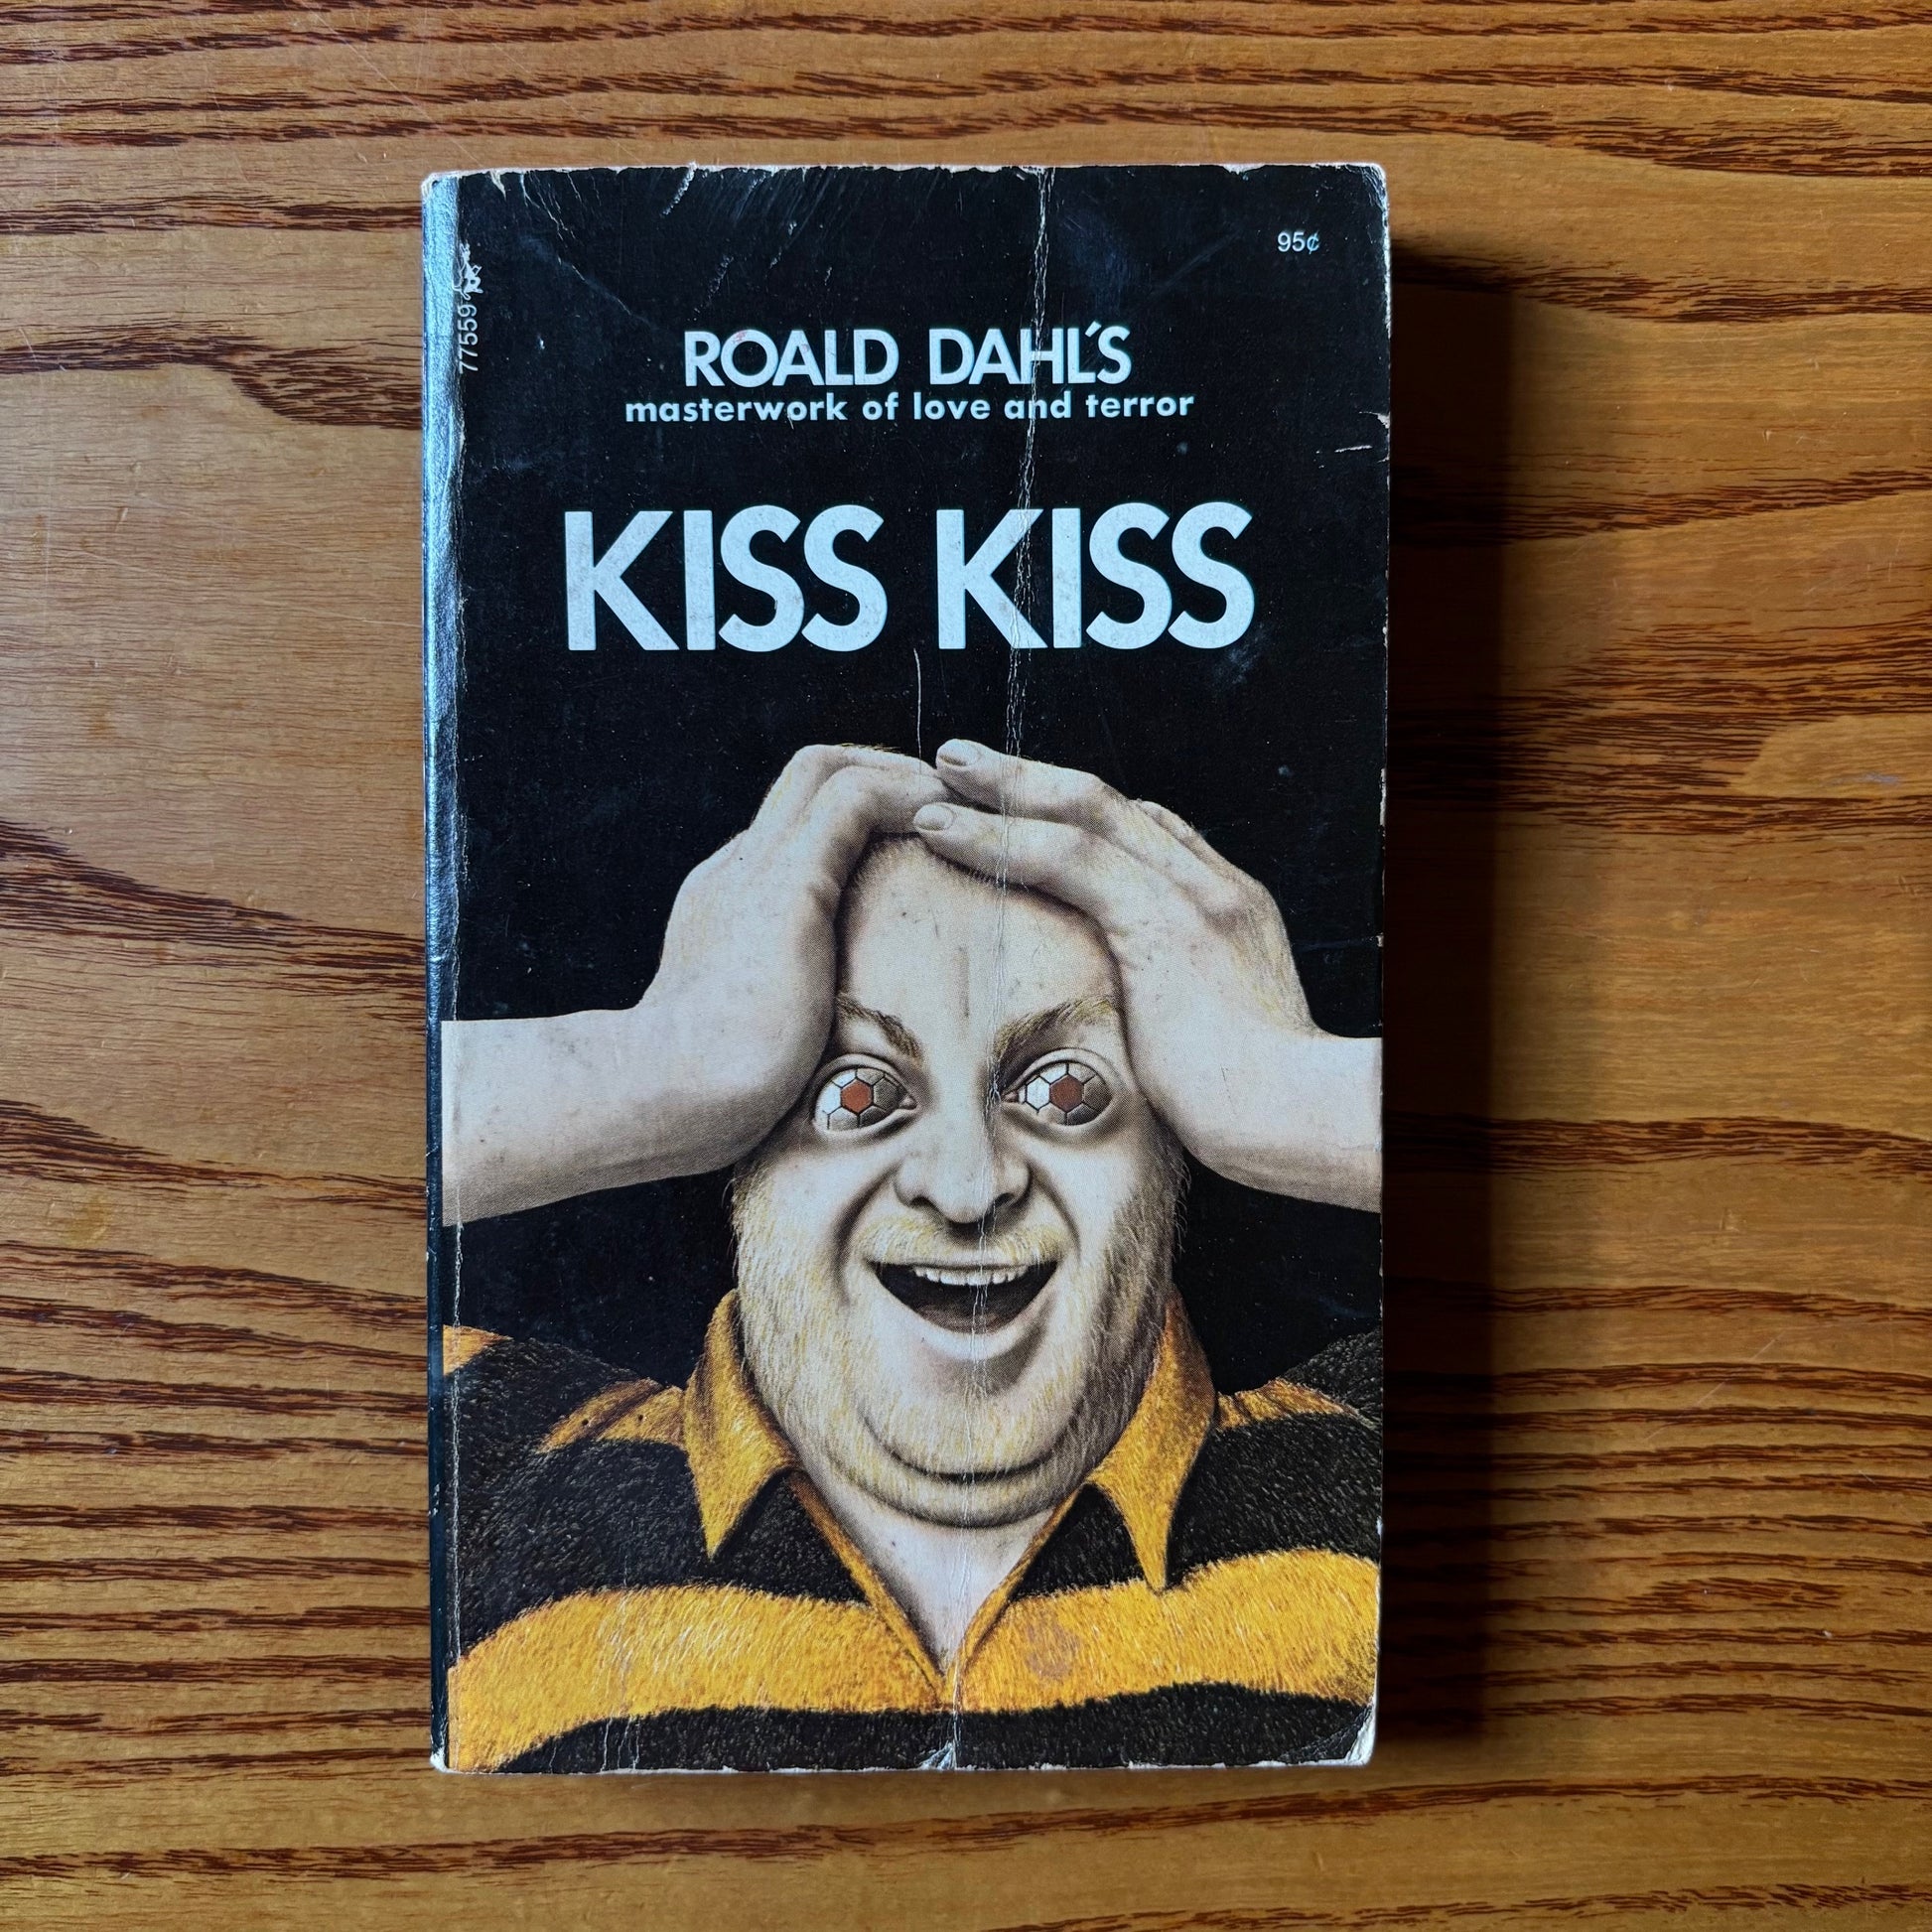 95¢
77559
ROALD DAHL'S
masterwork of love and terror
KISS KISS